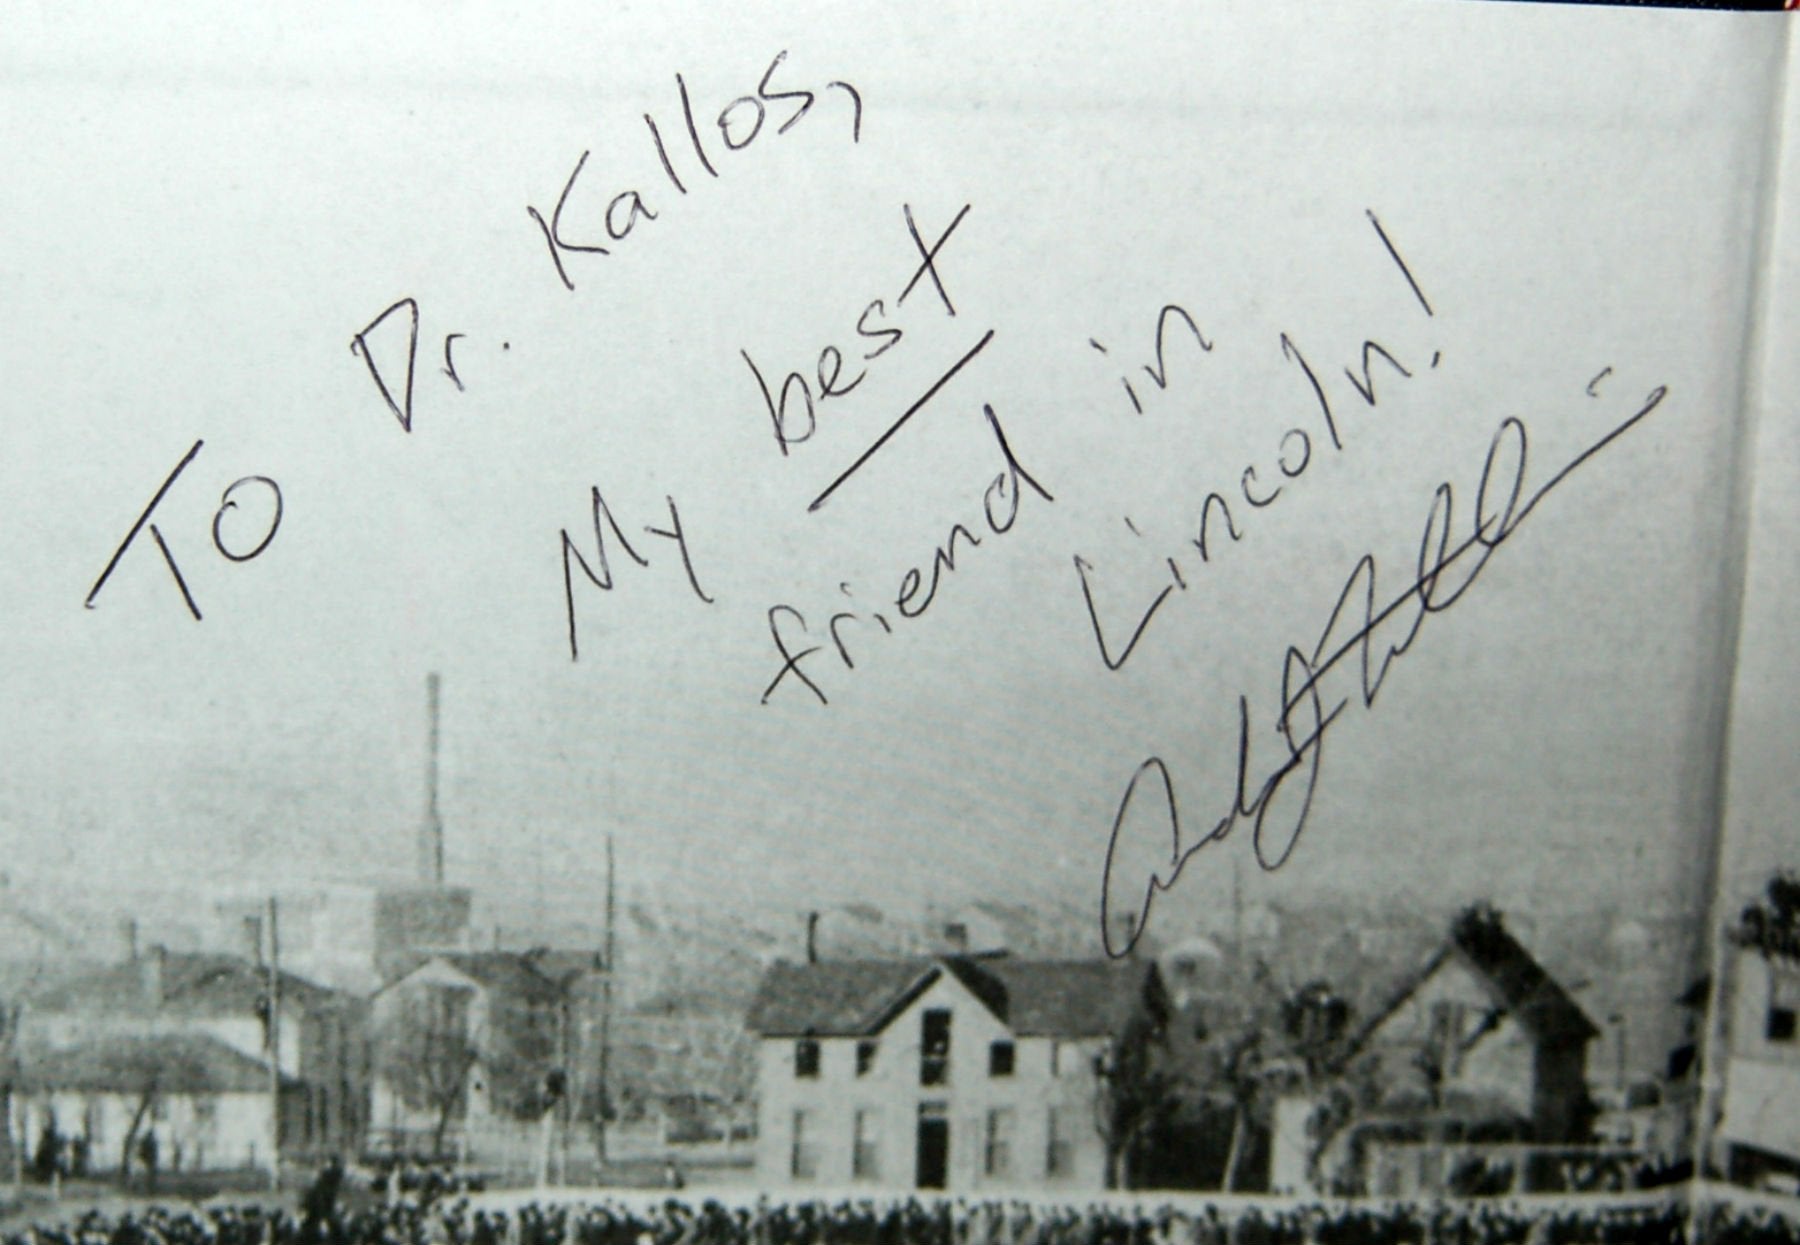 To Dr. Kallos,
My best
friend in
Lincoln!